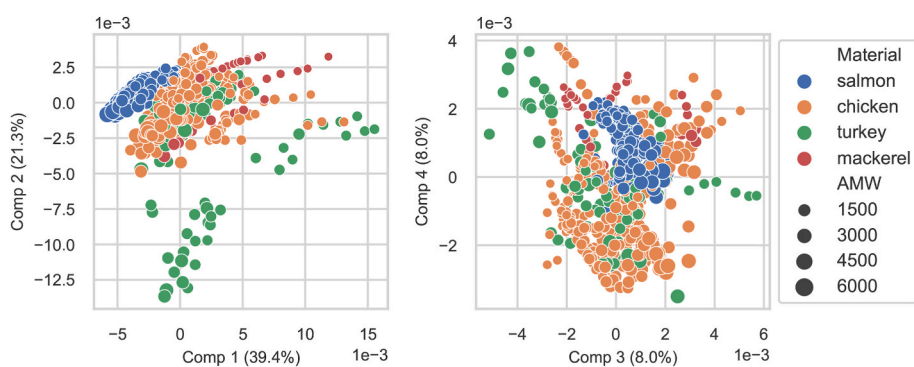 1e−3
2.5
0.0
−2.5
−5.0
−7.5
−10.0
−12.5
Comp 2 (21.3%)
−5
0
5
10
15
Comp 1 (39.4%)
1e−3
1e−3
4
2
0
−2
Comp 4 (8.0%)
−4
−2
0
2
4
6
Comp 3 (8.0%)
1e−3
Material
salmon
chicken
turkey
mackerel
AMW
1500
3000
4500
6000